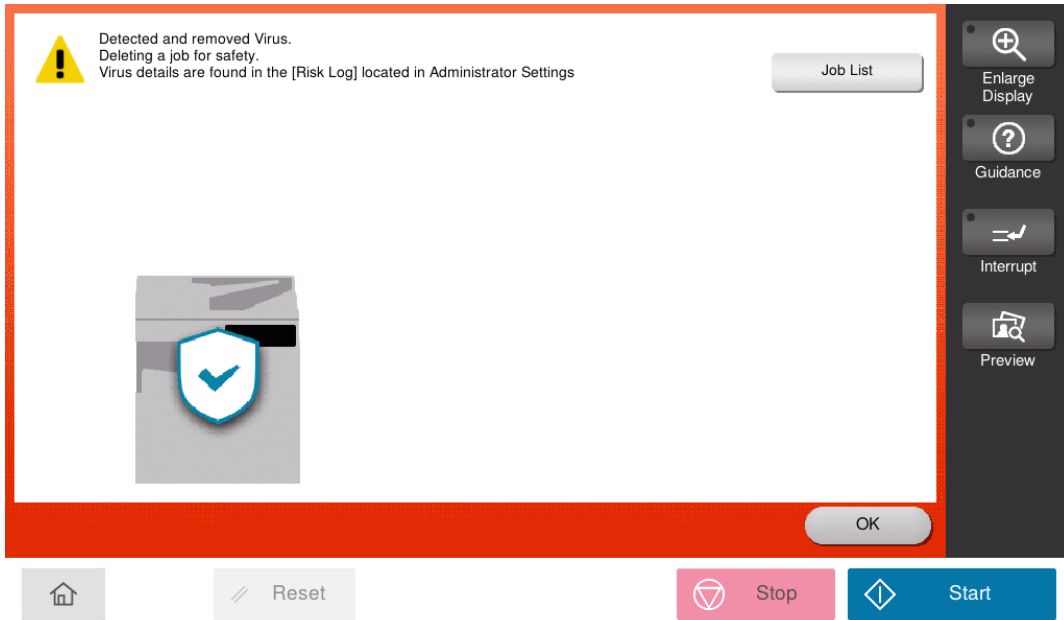 Detected and removed Virus.
Deleting a job for safety.
Virus details are found in the [Risk Log] located in Administrator Settings
Job List
Enlarge
Display
Guidance
Interrupt
Preview
OK
Reset
Stop
Start